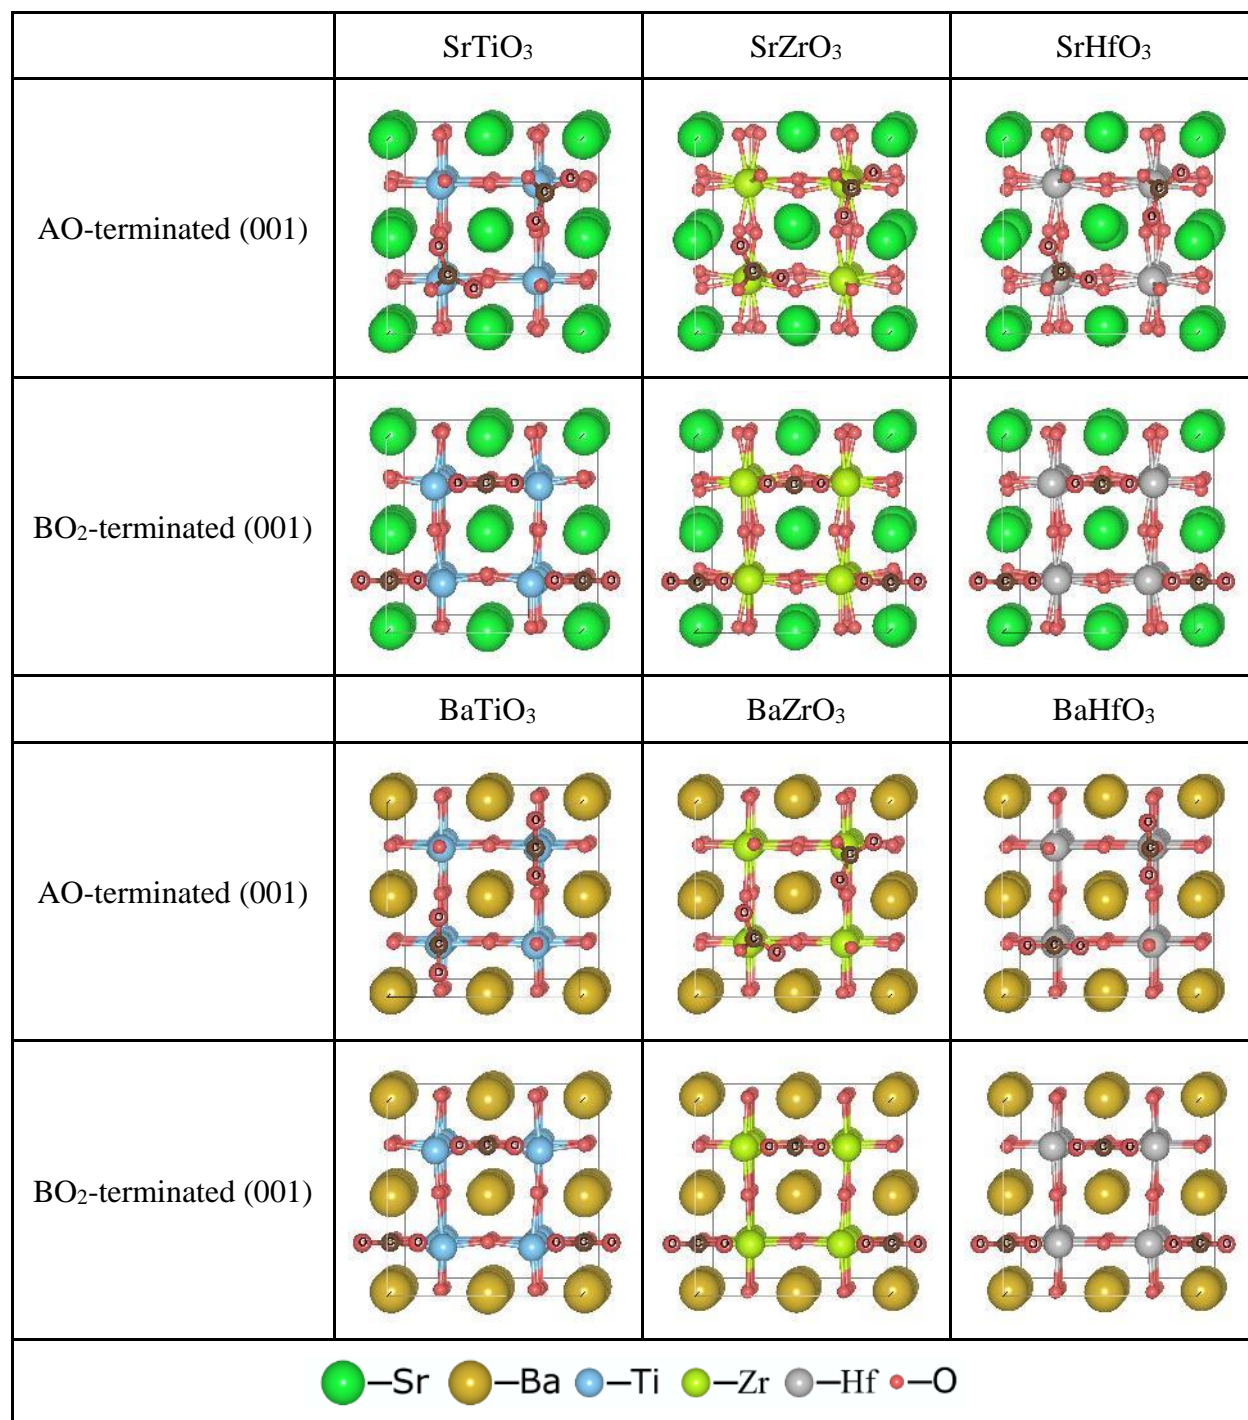 SrTiO₃ SrZrO₃ SrHfO₃
AO-terminated (001)
C O O O C O
C O O O C O
C O O O C O
BO₂-terminated (001)
O C O O C O O C O
O C O O C O O C O
O C O O C O O C O
BaTiO₃ BaZrO₃ BaHfO₃
AO-terminated (001)
O C O O C O
C O O O C O
O C O O C O
BO₂-terminated (001)
O C O O C O O C O
O C O O C O O C O
O C O O C O O C O
–Sr –Ba –Ti –Zr –Hf –O